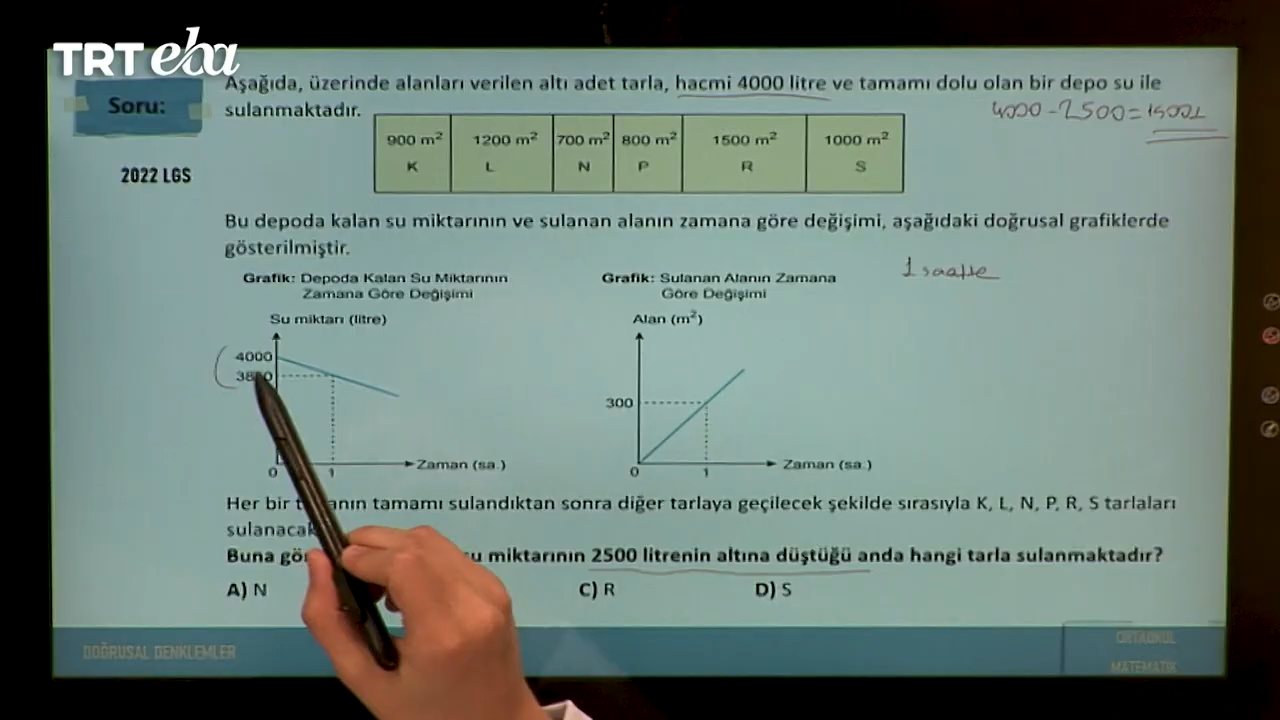 TRT eba
Soru:
2022 LGS
Aşağıda, üzerinde alanları verilen altı adet tarla, hacmi 4000 litre ve tamamı dolu olan bir depo su ile
sulanmaktadır.
4000 - 2500 = 1500 L
900 m² 1200 m² 700 m² 800 m² 1500 m² 1000 m²
K L N P R S
Bu depoda kalan su miktarının ve sulanan alanın zamana göre değişimi, aşağıdaki doğrusal grafiklerde
gösterilmiştir.
1 saatte
Grafik: Depoda Kalan Su Miktarının
Zamana Göre Değişimi
Su miktarı (litre)
4000
0 1 Zaman (sa.)
Grafik: Sulanan Alanın Zamana
Göre Değişimi
Alan (m²)
300
0 1 Zaman (sa.)
Her bir tarlanın tamamı sulandıktan sonra diğer tarlaya geçilecek şekilde sırasıyla K, L, N, P, R, S tarlaları
Buna su miktarının 2500 litrenin altına düştüğü anda hangi tarla sulanmaktadır?
A) N C) R D) S
DOĞRUSAL DENKLEMLER
ORTAOKUL
MATEMATİK